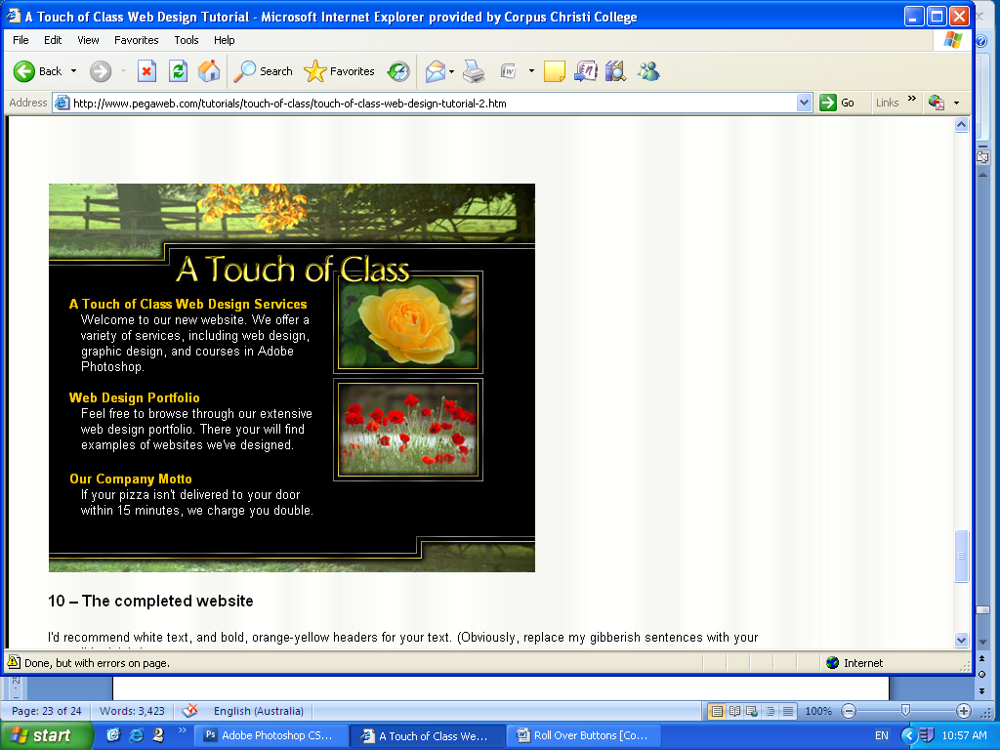 A Touch of Class Web Design Tutorial - Microsoft Internet Explorer provided by Corpus Christi College
File Edit View Favorites Tools Help
Back Search Favorites
Address http://www.pegaweb.com/tutorials/touch-of-class/touch-of-class-web-design-tutorial-2.htm Go Links »
A Touch of Class
A Touch of Class Web Design Services
Welcome to our new website. We offer a
variety of services, including web design,
graphic design, and courses in Adobe
Photoshop.
Web Design Portfolio
Feel free to browse through our extensive
web design portfolio. There your will find
examples of websites we've designed.
Our Company Motto
If your pizza isn't delivered to your door
within 15 minutes, we charge you double.
10 – The completed website
I'd recommend white text, and bold, orange-yellow headers for your text. (Obviously, replace my gibberish sentences with your
Done, but with errors on page. Internet
Page: 23 of 24 Words: 3,423 English (Australia) 100%
start » Ps Adobe Photoshop CS... A Touch of Class We... Roll Over Buttons [Co... EN 10:57 AM